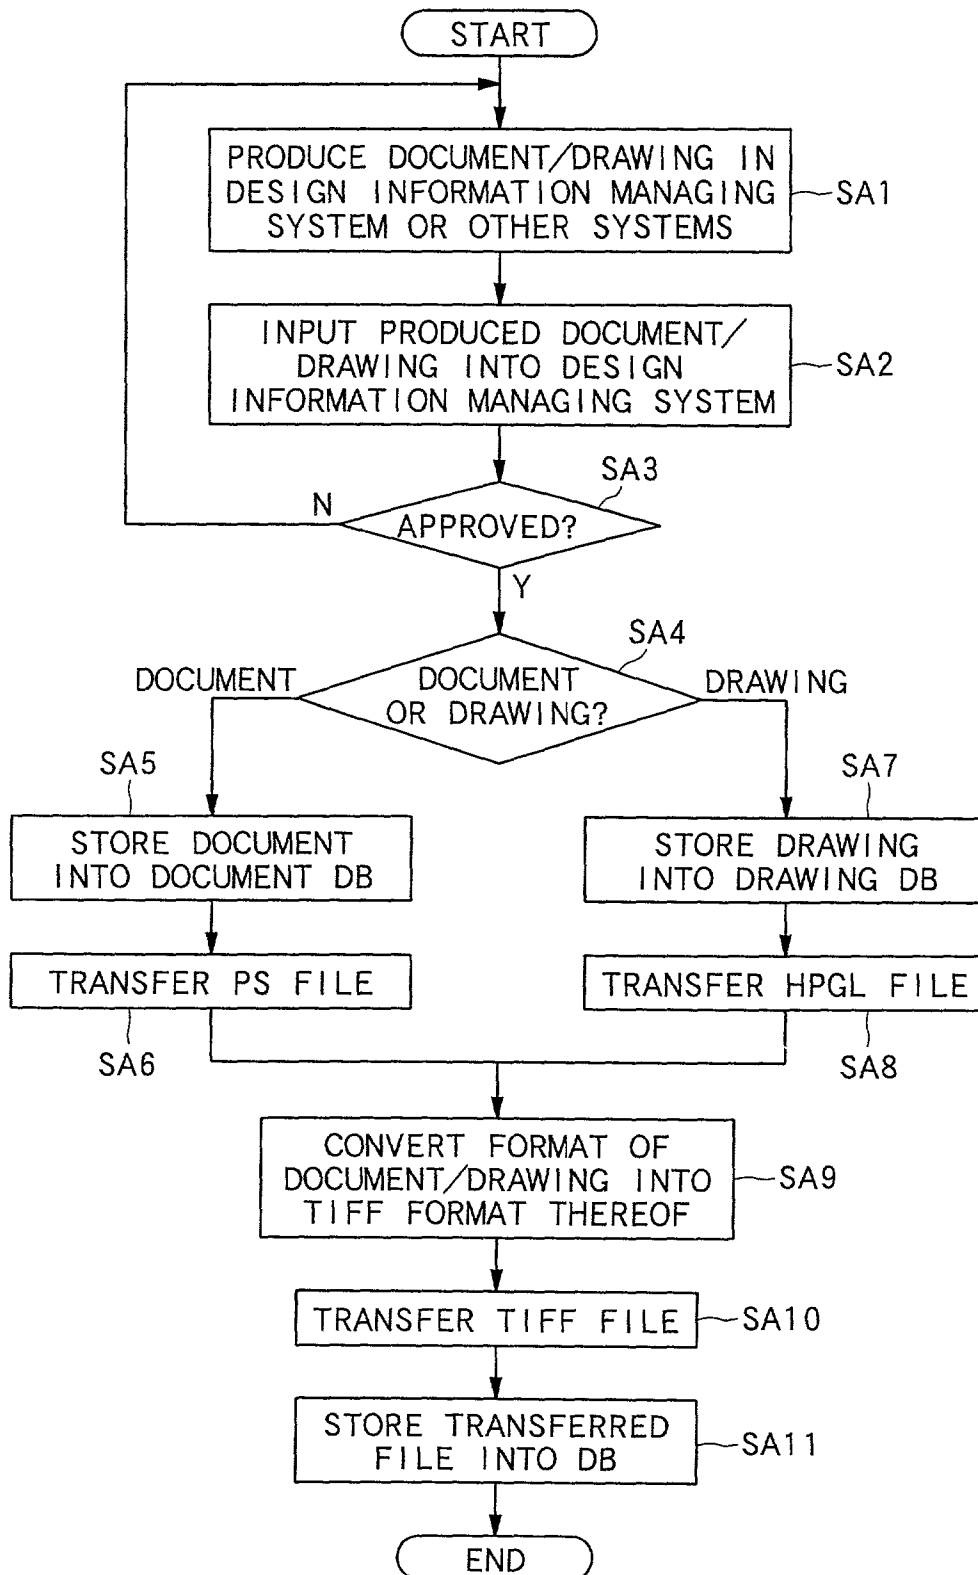 START
PRODUCE DOCUMENT/DRAWING IN
DESIGN INFORMATION MANAGING
SYSTEM OR OTHER SYSTEMS
SA1
INPUT PRODUCED DOCUMENT/
DRAWING INTO DESIGN
INFORMATION MANAGING SYSTEM
SA2
SA3
N
APPROVED?
Y
SA4
DOCUMENT
DOCUMENT
OR DRAWING?
DRAWING
SA5
STORE DOCUMENT
INTO DOCUMENT DB
TRANSFER PS FILE
SA6
SA7
STORE DRAWING
INTO DRAWING DB
TRANSFER HPGL FILE
SA8
CONVERT FORMAT OF
DOCUMENT/DRAWING INTO
TIFF FORMAT THEREOF
SA9
TRANSFER TIFF FILE
SA10
STORE TRANSFERRED
FILE INTO DB
SA11
END